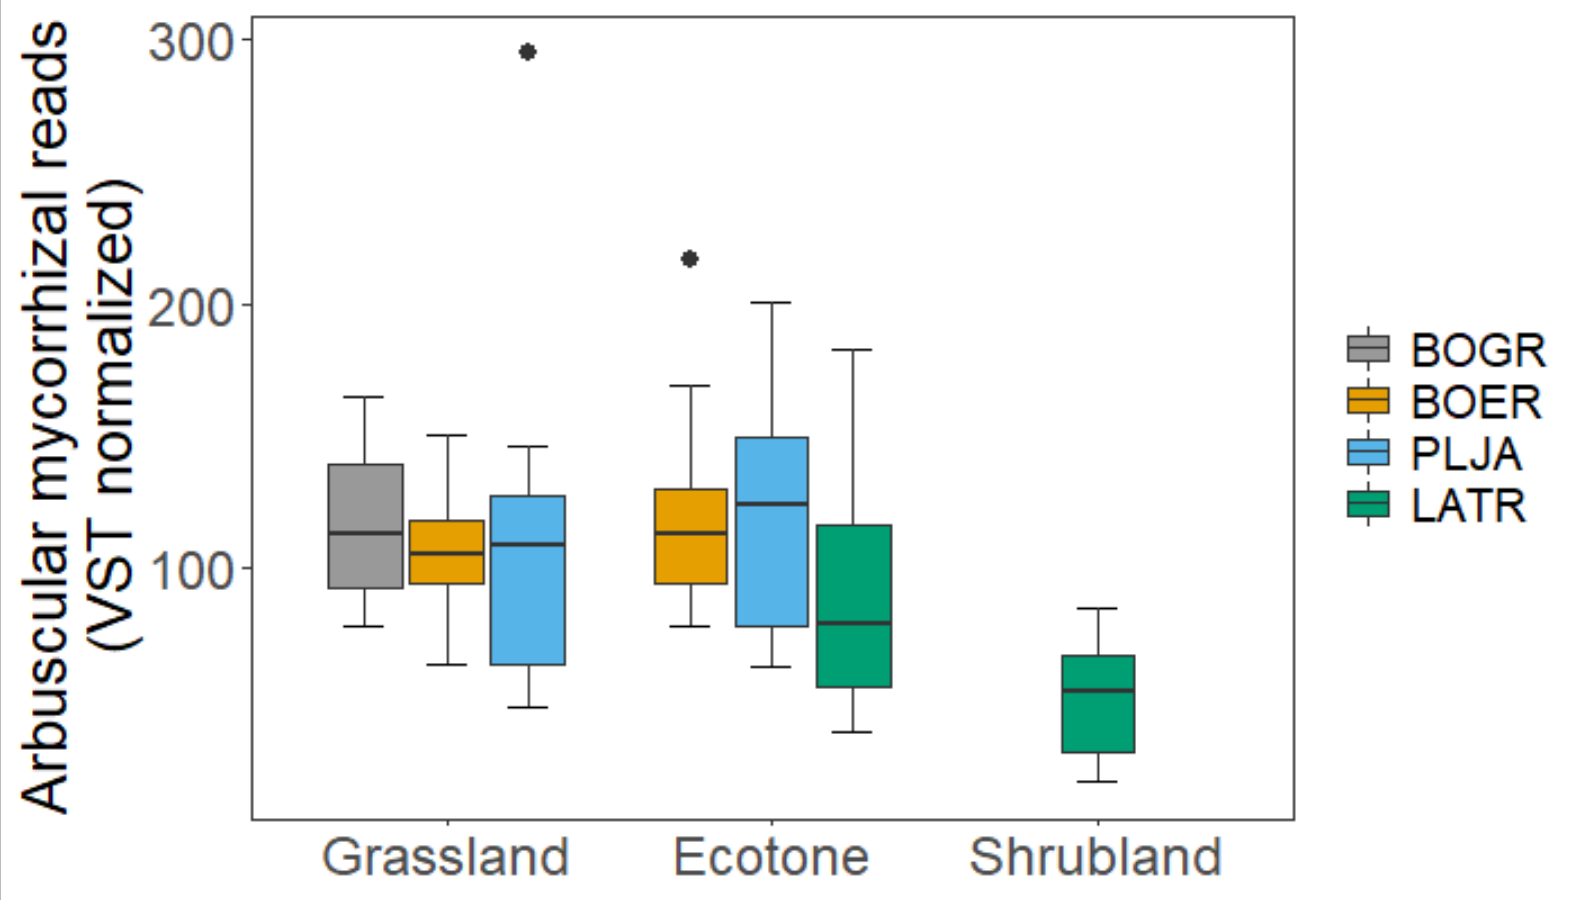 Arbuscular mycorrhizal reads
(VST normalized)
300
200
100
Grassland
Ecotone
Shrubland
BOGR
BOER
PLJA
LATR